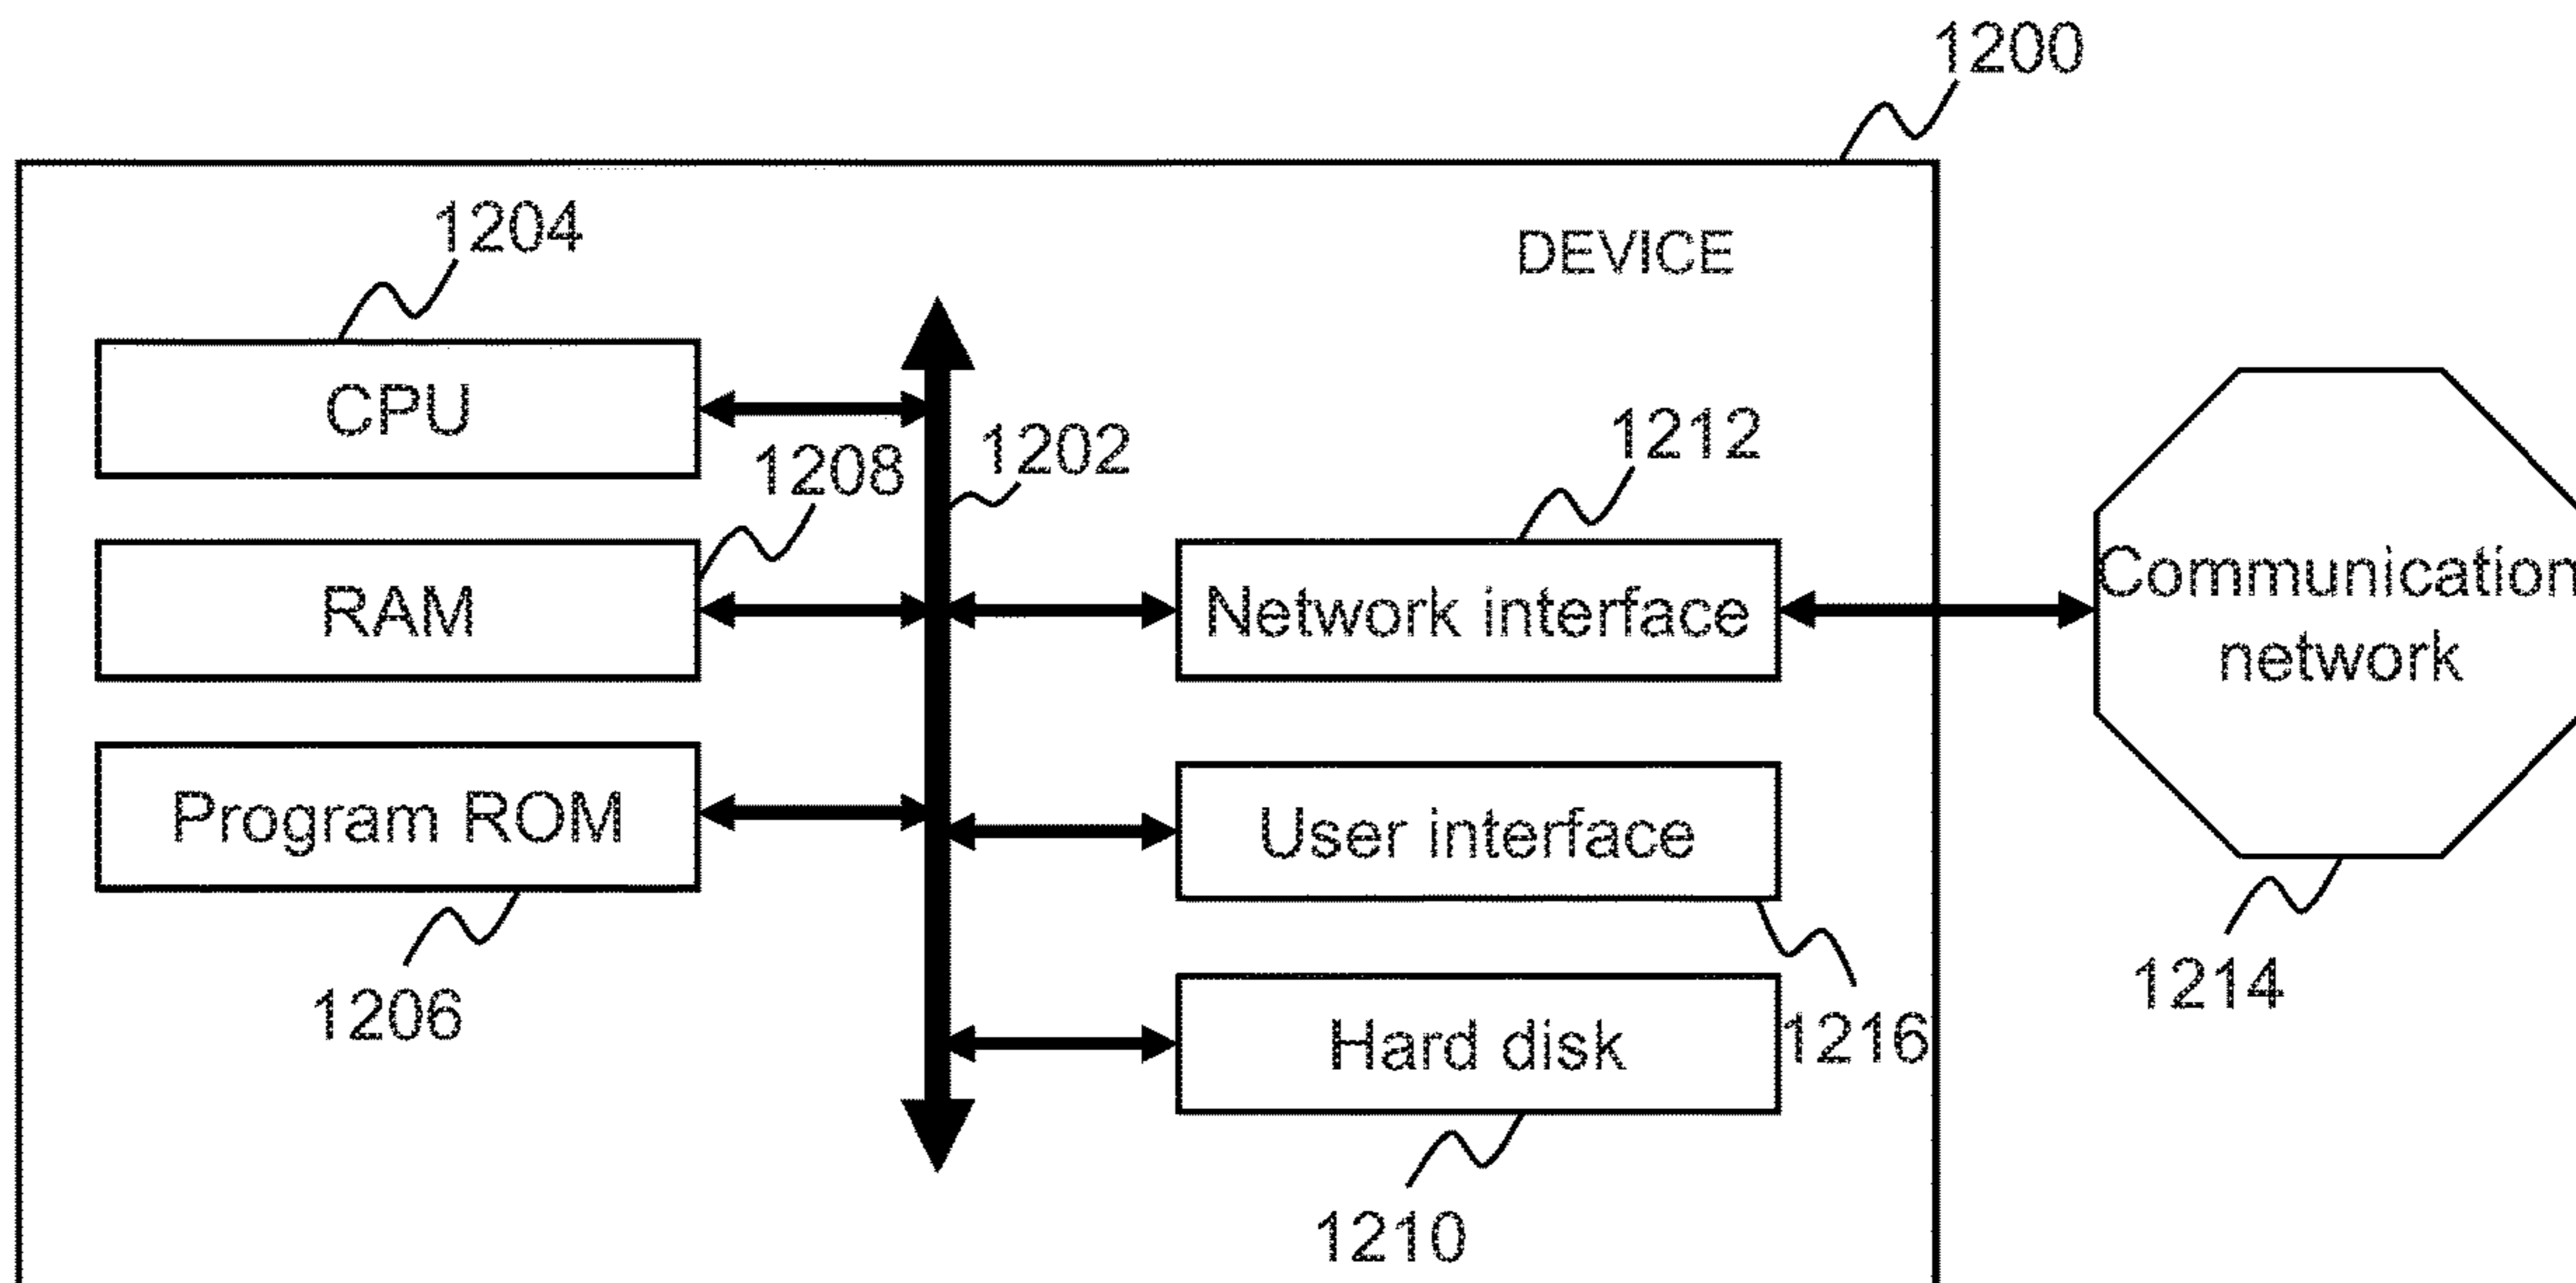 1200
DEVICE
1204
CPU
1208
1202
1212
RAM
Network interface
Communication
network
Program ROM
User interface
1206
1216
1214
Hard disk
1210